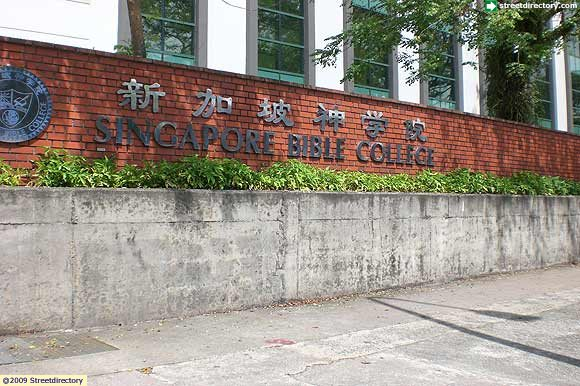 streetdirectory.com
新加坡神学院
SINGAPORE BIBLE COLLEGE
©2009 Streetdirectory